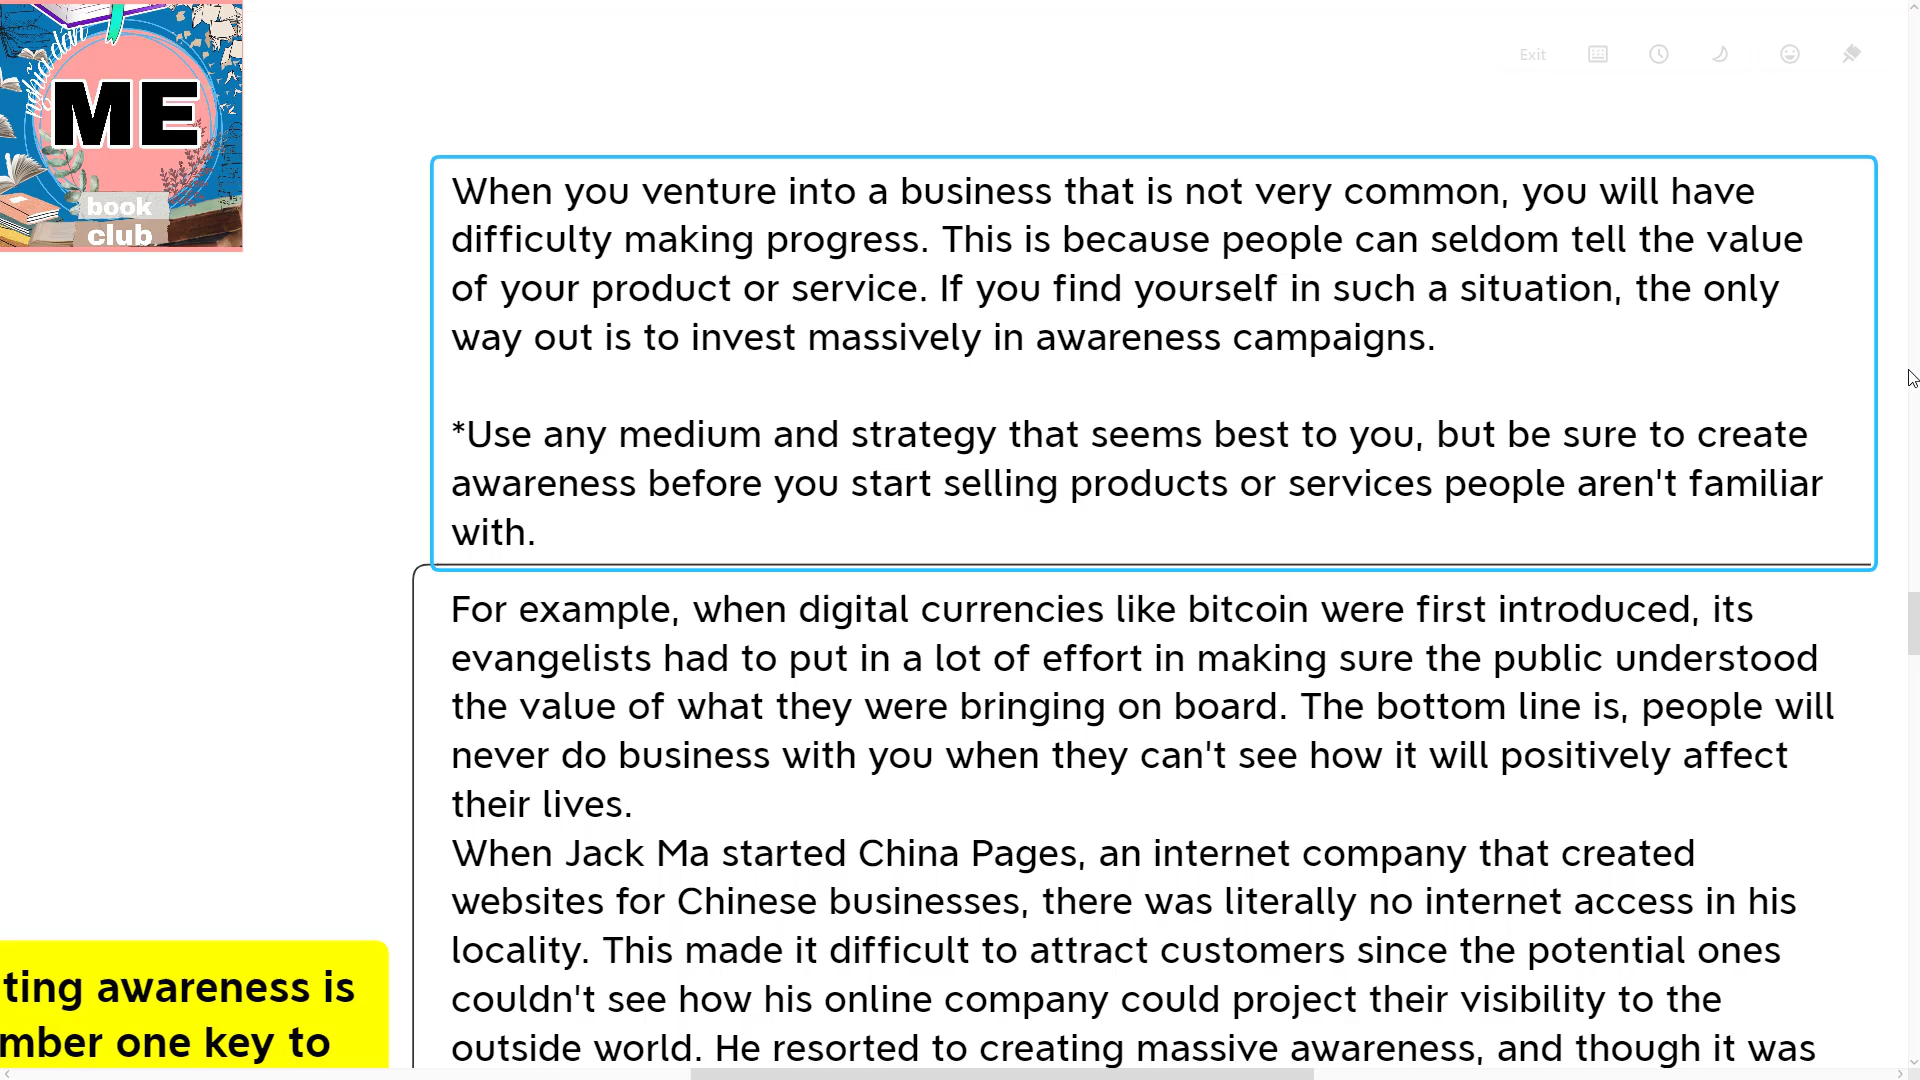 nghĩa dan
ME
book
club
Exit
When you venture into a business that is not very common, you will have
difficulty making progress. This is because people can seldom tell the value
of your product or service. If you find yourself in such a situation, the only
way out is to invest massively in awareness campaigns.
*Use any medium and strategy that seems best to you, but be sure to create
awareness before you start selling products or services people aren't familiar
with.
For example, when digital currencies like bitcoin were first introduced, its
evangelists had to put in a lot of effort in making sure the public understood
the value of what they were bringing on board. The bottom line is, people will
never do business with you when they can't see how it will positively affect
their lives.
When Jack Ma started China Pages, an internet company that created
websites for Chinese businesses, there was literally no internet access in his
locality. This made it difficult to attract customers since the potential ones
couldn't see how his online company could project their visibility to the
outside world. He resorted to creating massive awareness, and though it was
ting awareness is
mber one key to